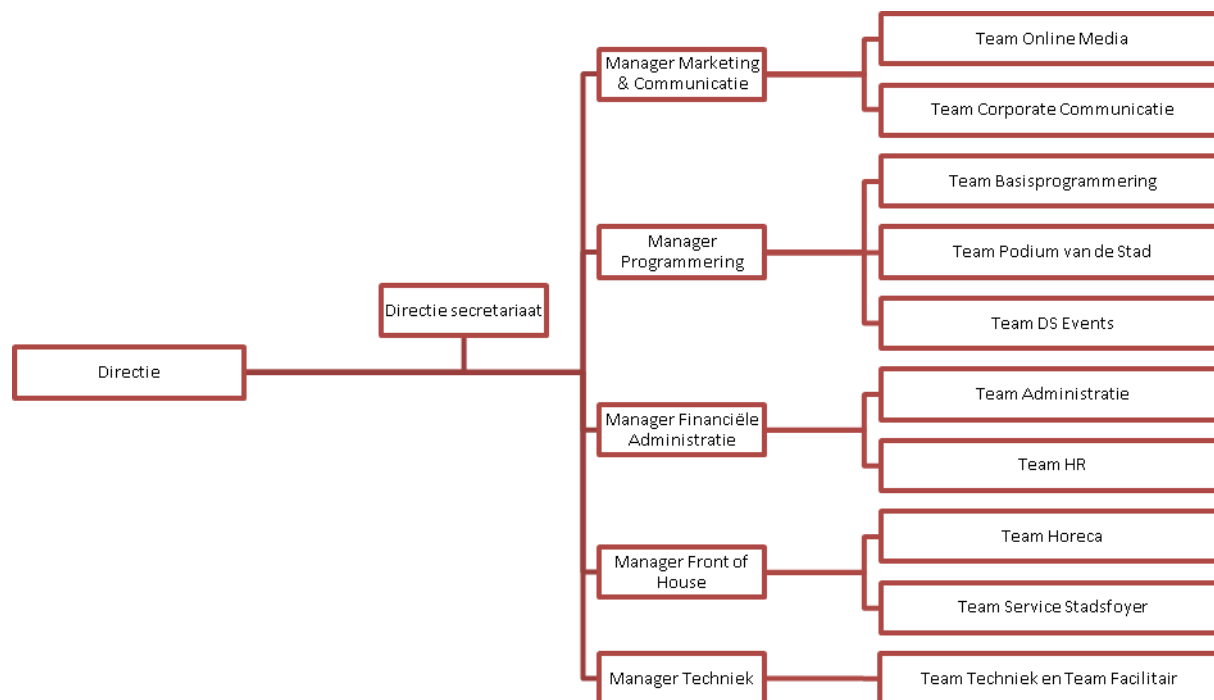 Directie
Directie secretariaat
Manager Marketing
& Communicatie
Team Online Media
Team Corporate Communicatie
Manager
Programmering
Team Basisprogrammering
Team Podium van de Stad
Team DS Events
Manager Financiële
Administratie
Team Administratie
Team HR
Manager Front of
House
Team Horeca
Team Service Stadsfoyer
Manager Techniek
Team Techniek en Team Facilitair